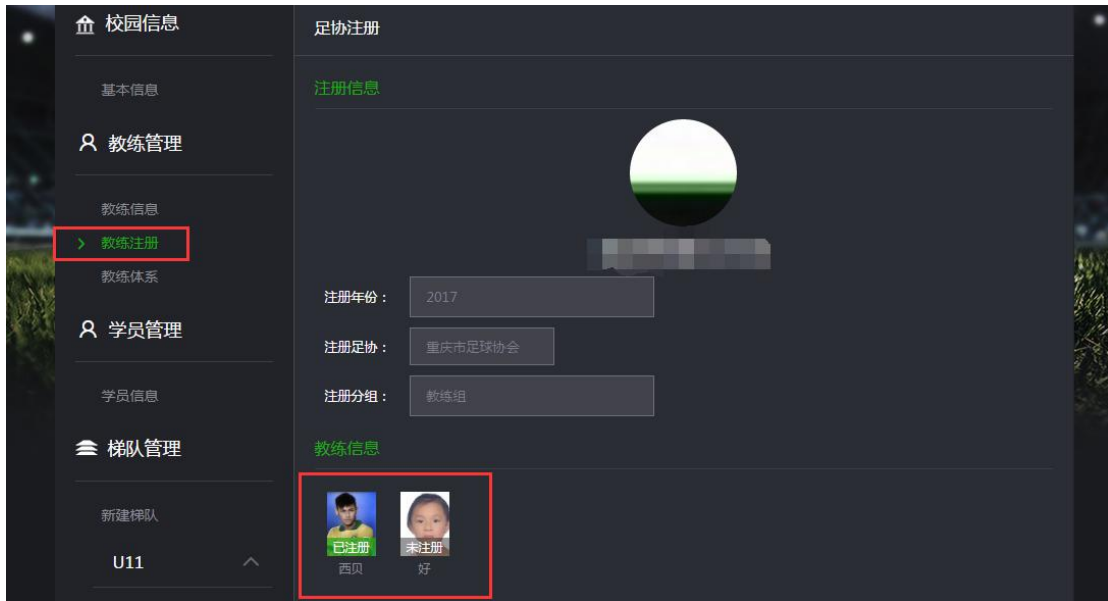 校园信息
基本信息
教练管理
教练信息
教练注册
教练体系
学员管理
学员信息
梯队管理
新建梯队
U11
足协注册
注册信息
注册年份： 2017
注册足协： 重庆市足球协会
注册分组： 教练组
教练信息
已注册 未注册
西贝 好